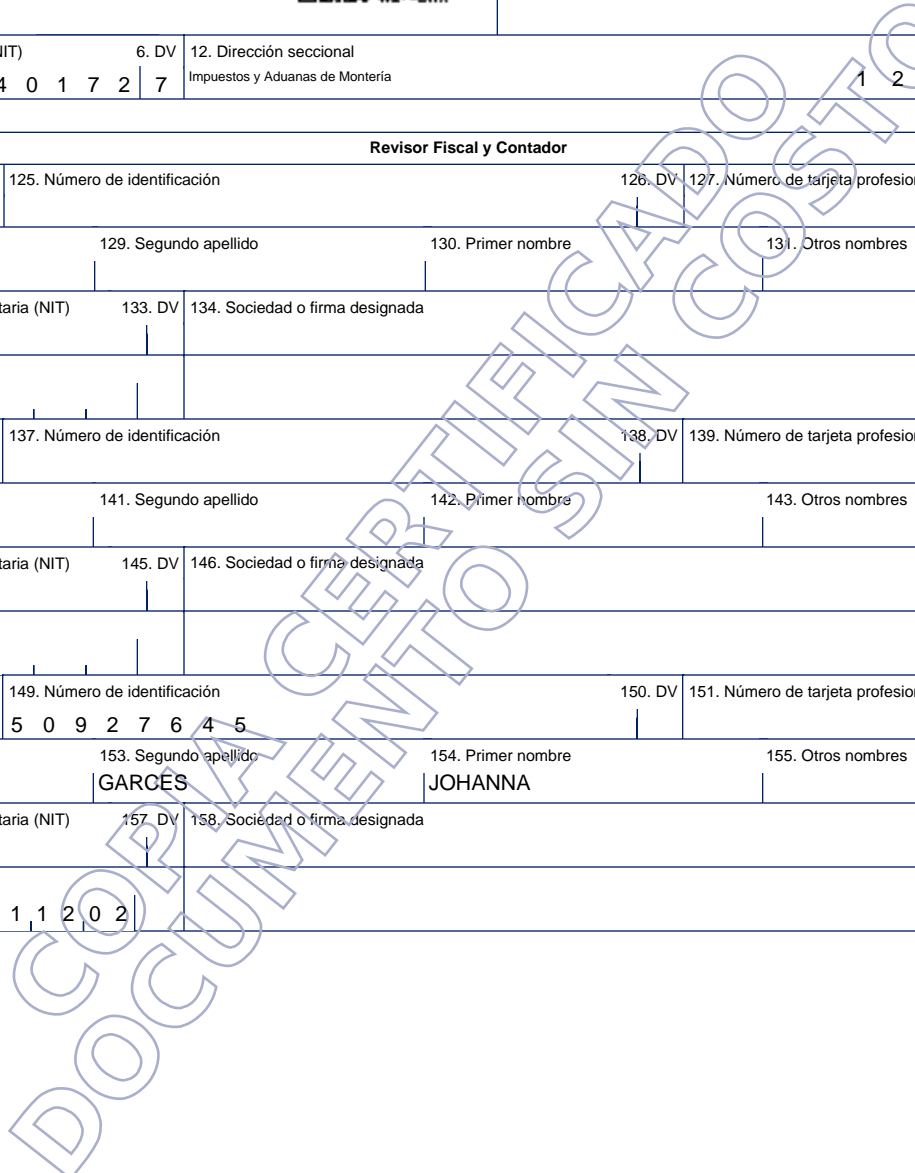 NIT) 6. DV 12. Dirección seccional
4 0 1 7 2 7 Impuestos y Aduanas de Montería 1 2
Revisor Fiscal y Contador
125. Número de identificación 126. DV 127. Número de tarjeta profesion
129. Segundo apellido 130. Primer nombre 131. Otros nombres
taria (NIT) 133. DV 134. Sociedad o firma designada
137. Número de identificación 138. DV 139. Número de tarjeta profesion
141. Segundo apellido 142. Primer nombre 143. Otros nombres
taria (NIT) 145. DV 146. Sociedad o firma designada
149. Número de identificación 150. DV 151. Número de tarjeta profesion
5 0 9 2 7 6 4 5
153. Segundo apellido 154. Primer nombre 155. Otros nombres
GARCES JOHANNA
taria (NIT) 157. DV 158. Sociedad o firma designada
1 1 2 0 2
COPIA CERTIFICADO
DOCUMENTO SIN COSTO